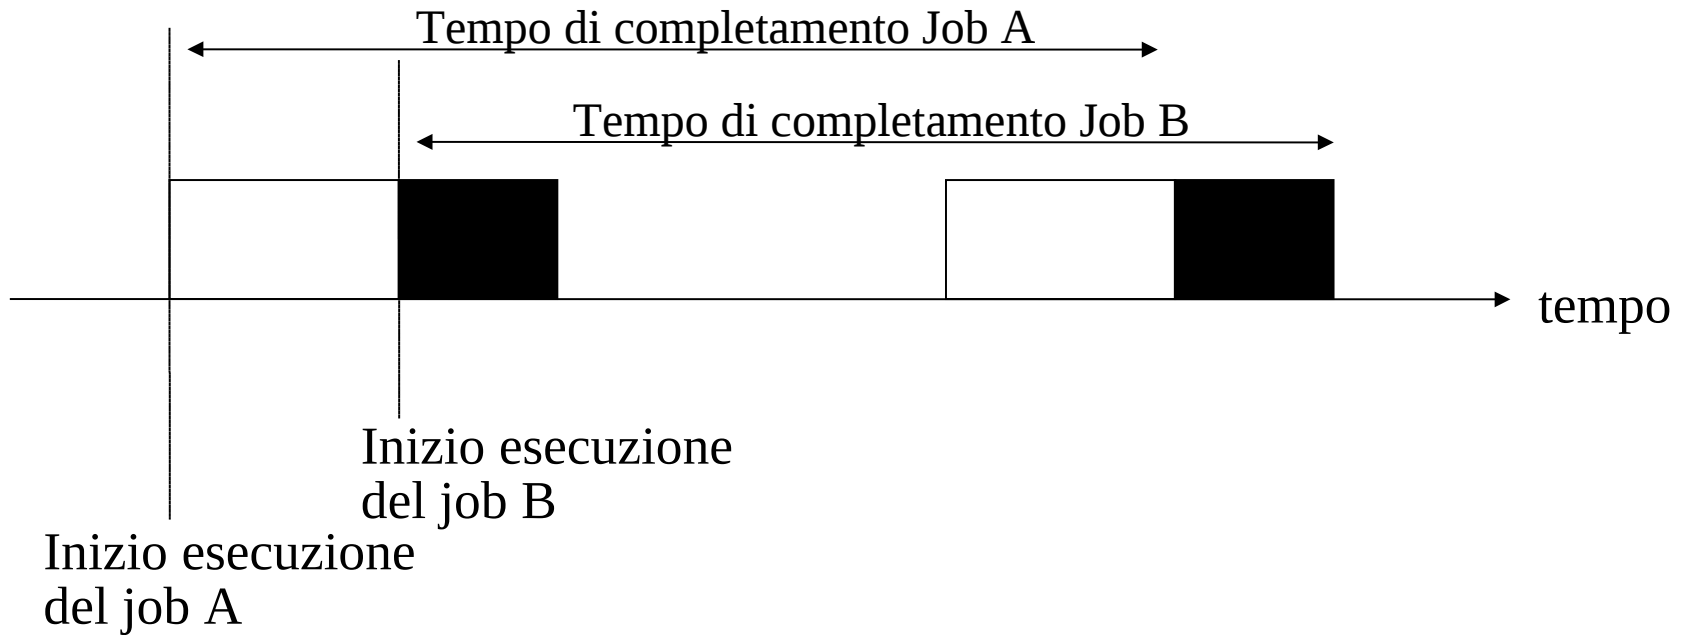 Tempo di completamento Job A
Tempo di completamento Job B
tempo
Inizio esecuzione
del job B
Inizio esecuzione
del job A